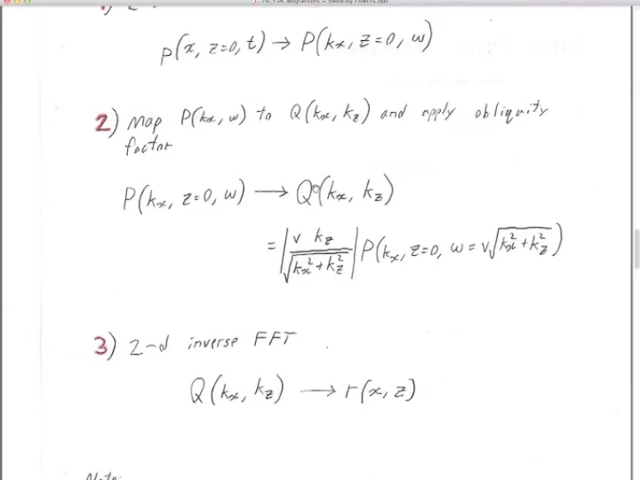 p(x, z=0, t) → P(kx, z=0, w)
2) Map P(kx, w) to Q(kx, kz) and apply obliquity
factor
P(kx, z=0, w) → Q(kx, kz)
= |v kz / √(kx² + kz²)| P(kx, z=0, w = v√(kx² + kz²))
3) 2-d inverse FFT
Q(kx, kz) → r(x, z)
Note: